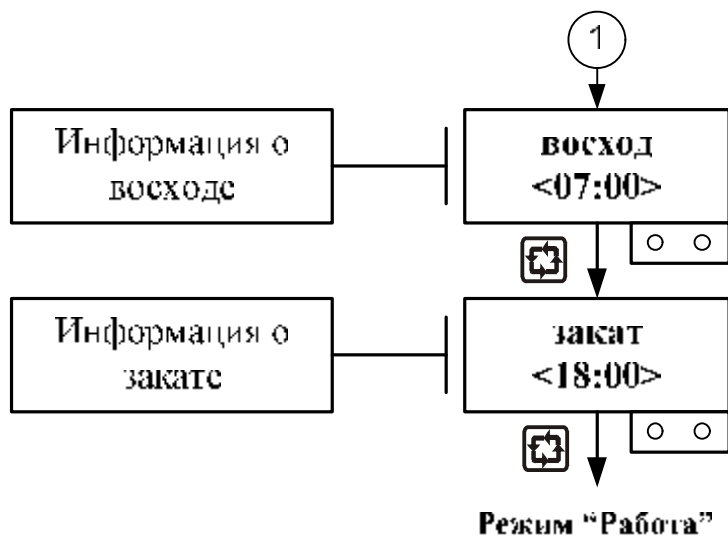 1
Информация о
восходе
восход
<07:00>
Информация о
закате
закат
<18:00>
Режим “Работа”